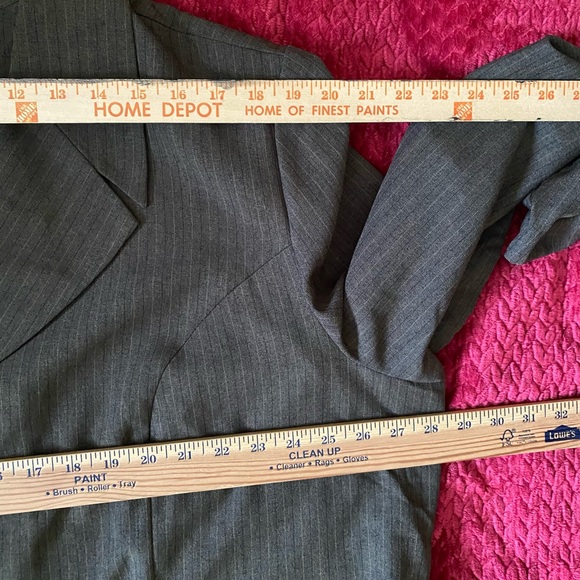 12 13 14 15 16 17 18 19 20 21 22 23 24 25 26
HOME DEPOT HOME OF FINEST PAINTS
17 18 19 20 21 22 23 24 25 26 27 28 29 30 31 32
PAINT
• Brush • Roller • Tray
CLEAN UP
• Cleaner • Rags • Gloves
LOWE'S